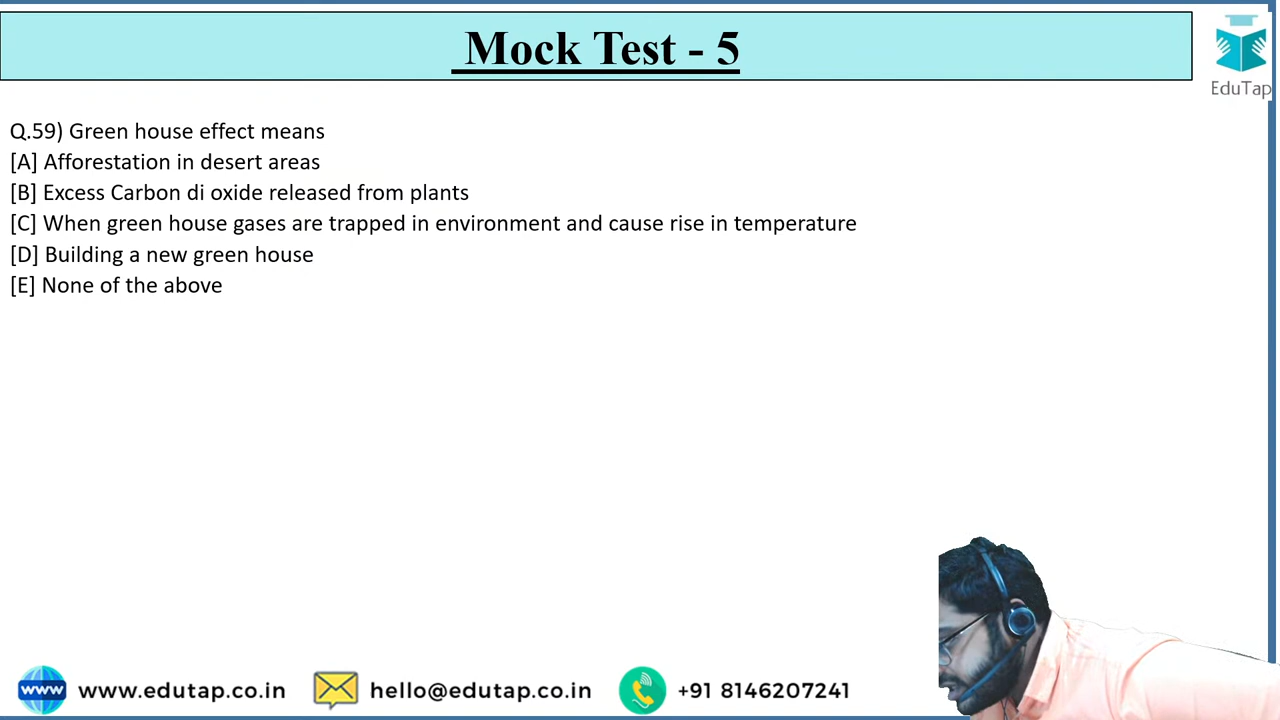 Mock Test - 5
EduTap
Q.59) Green house effect means
[A] Afforestation in desert areas
[B] Excess Carbon di oxide released from plants
[C] When green house gases are trapped in environment and cause rise in temperature
[D] Building a new green house
[E] None of the above
www www.edutap.co.in hello@edutap.co.in +91 8146207241